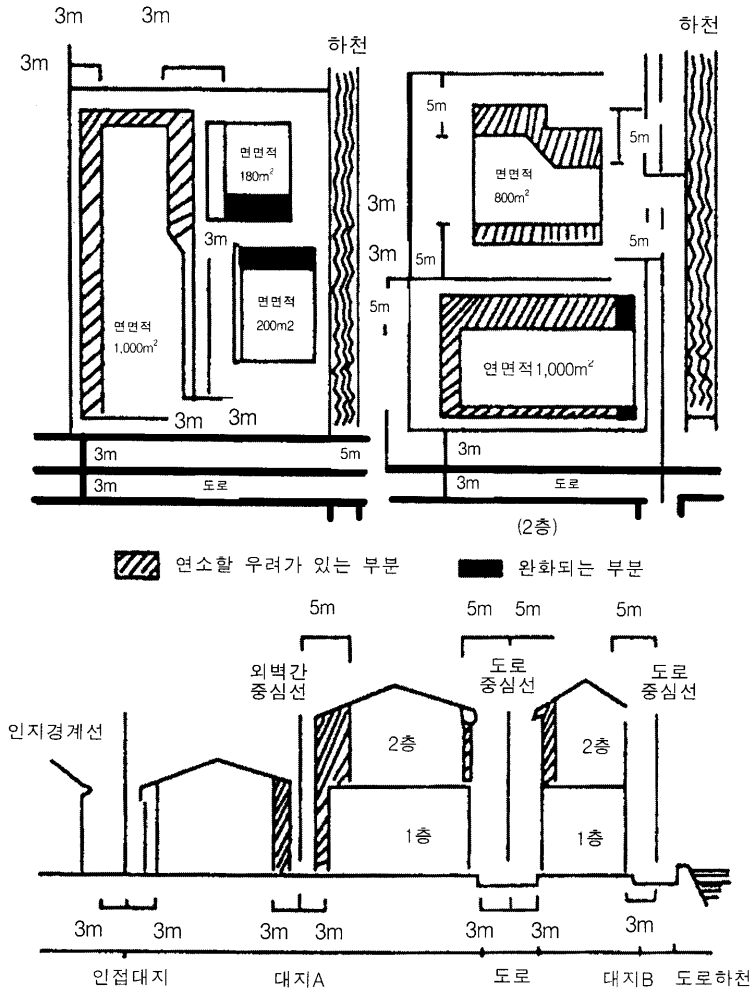 3m 3m
3m
하천
면면적
180m²
3m
면면적
1,000m²
면면적
200m2
3m 3m
3m
3m 도로
5m
하천
5m
5m
면면적
800m²
3m
3m
5m
5m
5m
연면적1,000m²
3m
3m 도로
(2층)
연소할 우려가 있는 부분
완화되는 부분
5m 5m 5m 5m
외벽간
중심선
도로
중심선
도로
중심선
인지경계선
2층
2층
1층
1층
3m 3m 3m 3m 3m 3m 3m
인접대지 대지A 도로 대지B 도로하천